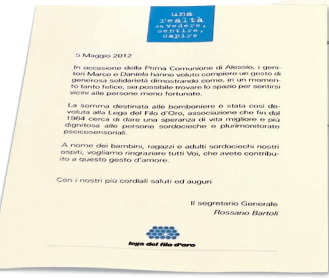 una
realtà
da vedere,
sentire,
capire
5 Maggio 2012
In occasione della Prima Comunione di Alessio, i geni-
tori Marco e Daniela hanno voluto compiere un gesto di
generosa solidarietà dimostrando come, in un momen-
to tanto felice, sia possibile trovare lo spazio per sentirsi
vicini alle persone meno fortunate.
La somma destinata alle bomboniere è stata così de-
voluta alla Lega del Filo d'Oro, associazione che fin dal
1964 cerca di dare una speranza di vita migliore e più
dignitosa alle persone sordocieche e pluriminorate
psicosensoriali.
A nome dei bambini, ragazzi e adulti sordociechi nostri
ospiti, vogliamo ringraziare tutti Voi, che avete contribui-
to a questo gesto d'amore.
Con i nostri più cordiali saluti ed auguri
Il segretario Generale
Rossano Bartoli
lega del filo d'oro